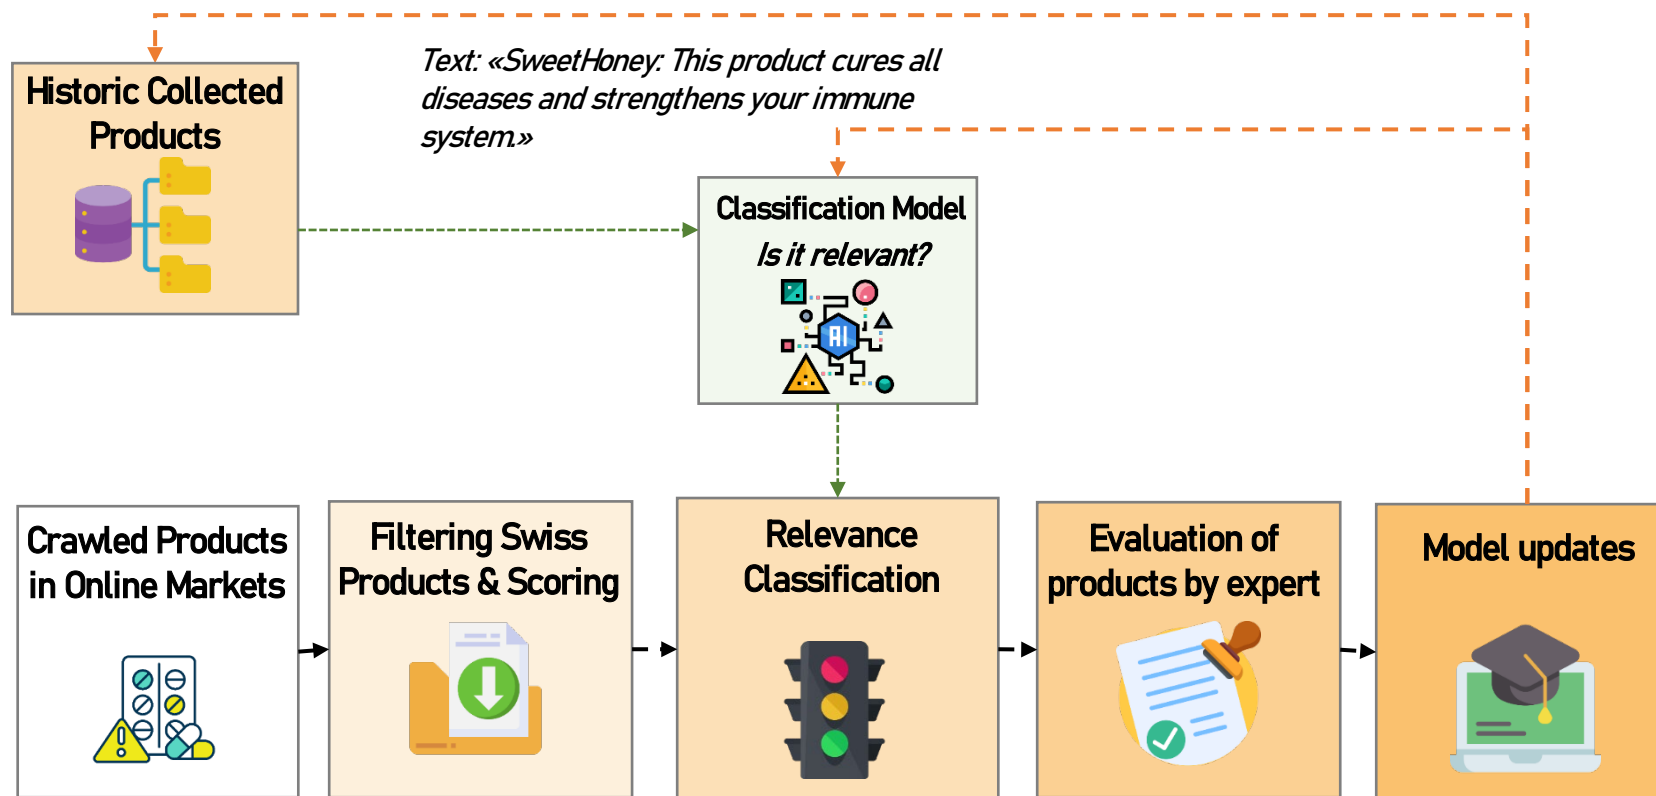 Text: «SweetHoney: This product cures all
diseases and strengthens your immune
system.»
Historic Collected
Products
Classification Model
Is it relevant?
AI
Crawled Products
in Online Markets
Filtering Swiss
Products & Scoring
Relevance
Classification
Evaluation of
products by expert
Model updates